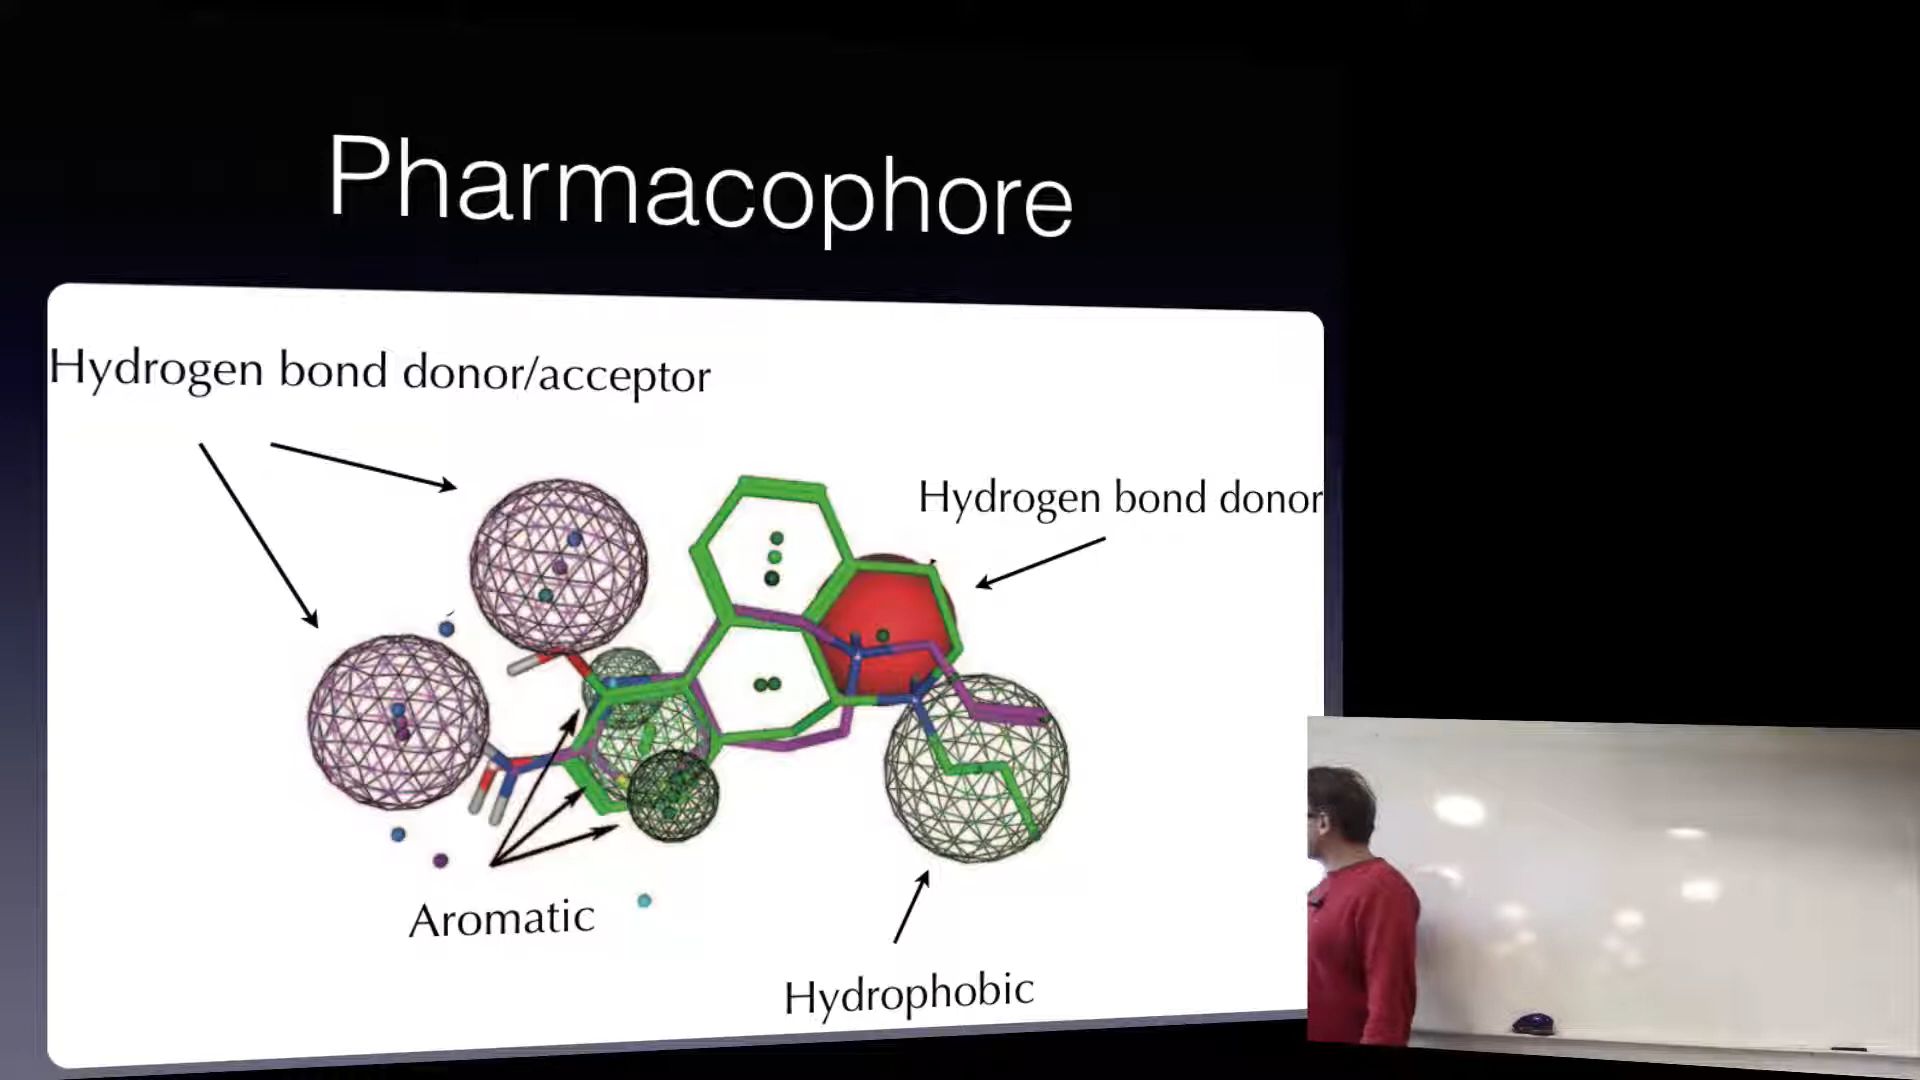 Pharmacophore
Hydrogen bond donor/acceptor
Hydrogen bond donor
Aromatic
Hydrophobic